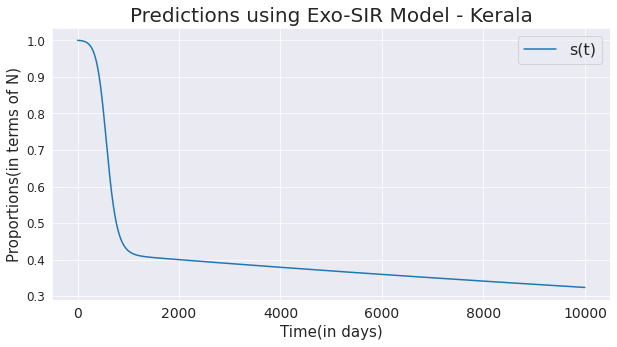 Predictions using Exo-SIR Model - Kerala
s(t)
1.0
0.9
0.8
0.7
0.6
0.5
0.4
0.3
Proportions(in terms of N)
0 2000 4000 6000 8000 10000
Time(in days)